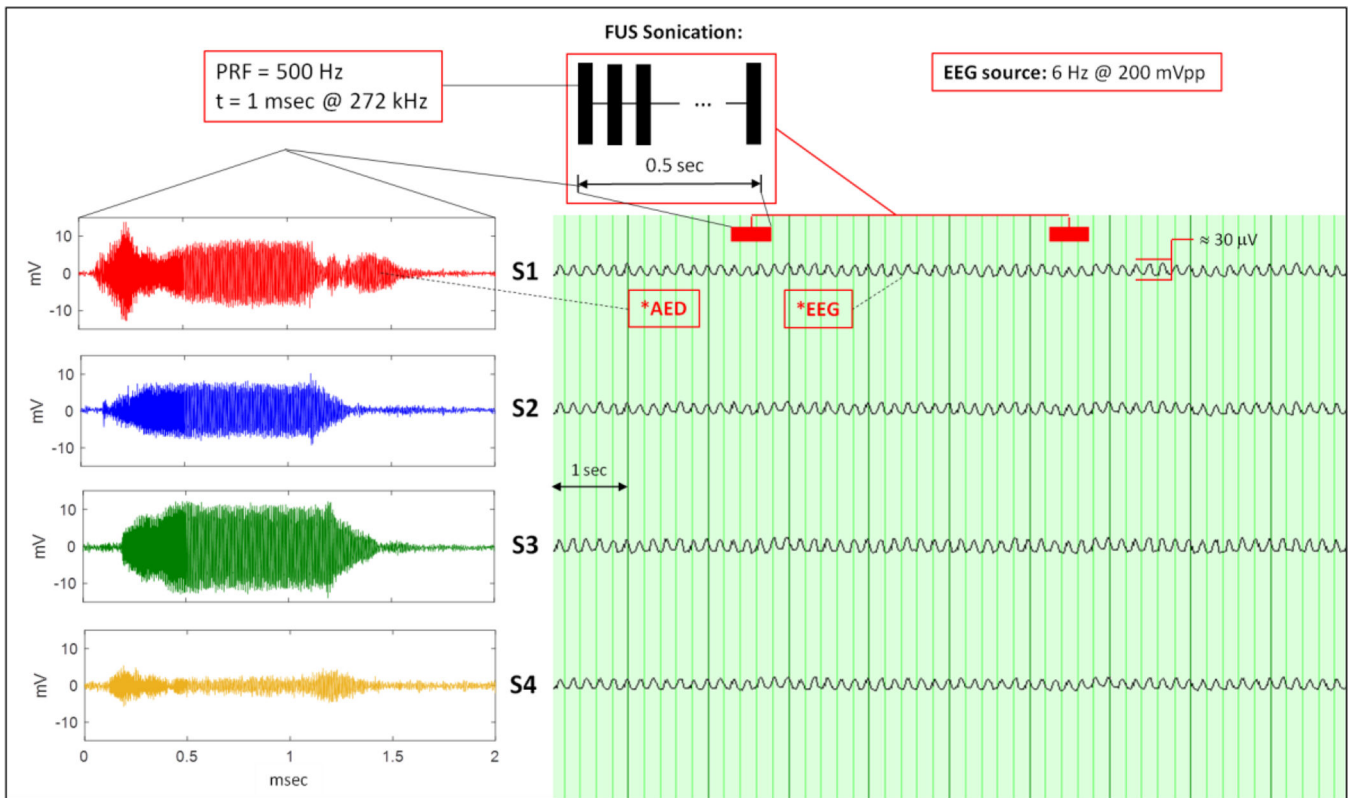 FUS Sonication:
PRF = 500 Hz
t = 1 msec @ 272 kHz
...
EEG source: 6 Hz @ 200 mVpp
0.5 sec
≈ 30 µV
10
0
-10
mV
S1
*AED
*EEG
10
0
-10
mV
S2
1 sec
10
0
-10
mV
S3
10
0
-10
mV
S4
0
0.5
1
1.5
2
msec